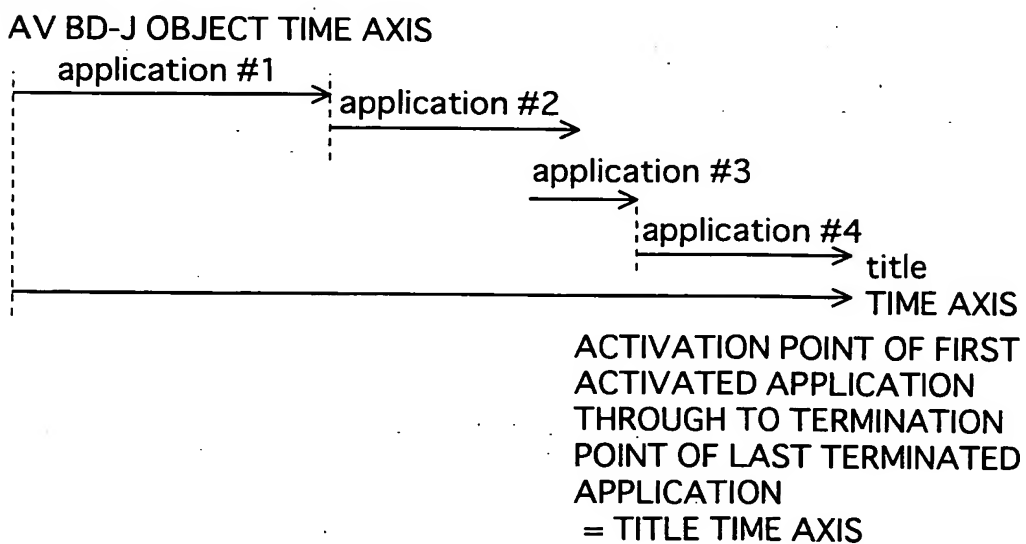 AV BD-J OBJECT TIME AXIS
application #1
application #2
application #3
application #4
title
TIME AXIS
ACTIVATION POINT OF FIRST
ACTIVATED APPLICATION
THROUGH TO TERMINATION
POINT OF LAST TERMINATED
APPLICATION
= TITLE TIME AXIS